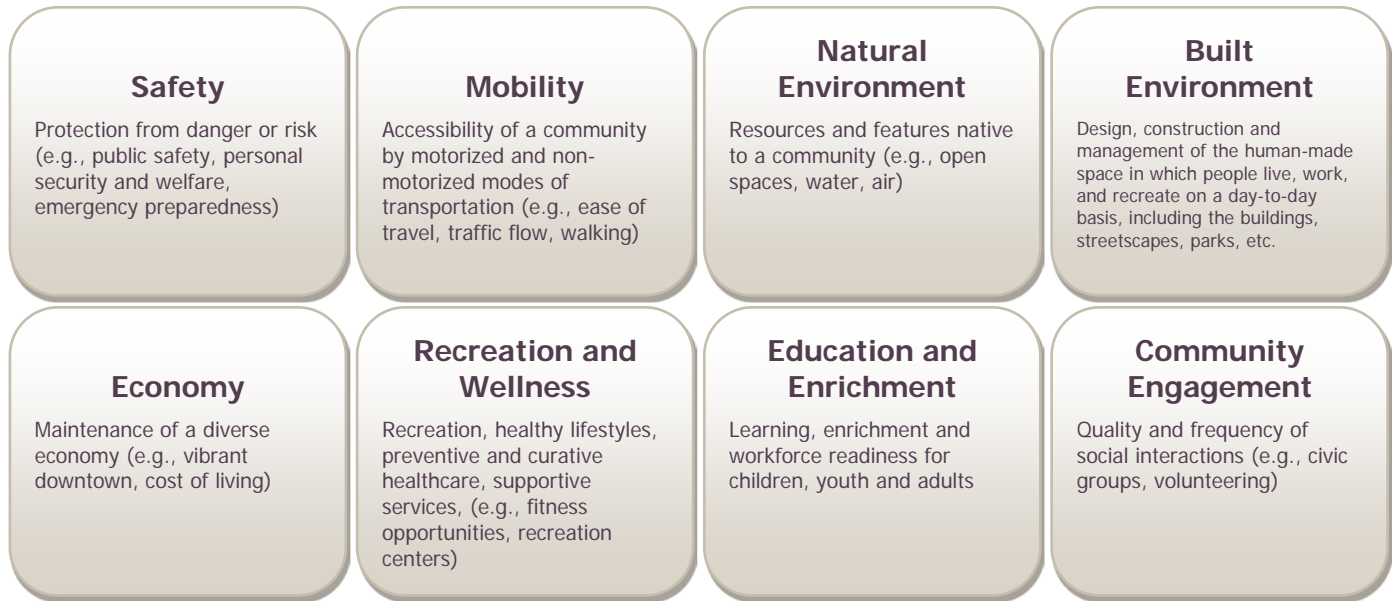 Safety
Protection from danger or risk
(e.g., public safety, personal
security and welfare,
emergency preparedness)
Mobility
Accessibility of a community
by motorized and non-
motorized modes of
transportation (e.g., ease of
travel, traffic flow, walking)
Natural
Environment
Resources and features native
to a community (e.g., open
spaces, water, air)
Built
Environment
Design, construction and
management of the human-made
space in which people live, work,
and recreate on a day-to-day
basis, including the buildings,
streetscapes, parks, etc.
Economy
Maintenance of a diverse
economy (e.g., vibrant
downtown, cost of living)
Recreation and
Wellness
Recreation, healthy lifestyles,
preventive and curative
healthcare, supportive
services, (e.g., fitness
opportunities, recreation
centers)
Education and
Enrichment
Learning, enrichment and
workforce readiness for
children, youth and adults
Community
Engagement
Quality and frequency of
social interactions (e.g., civic
groups, volunteering)